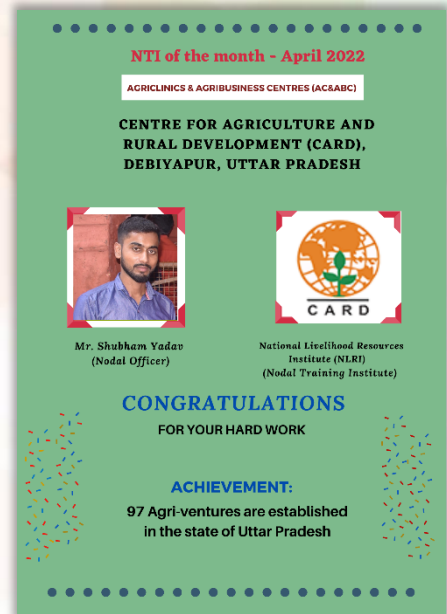 NTI of the month - April 2022
AGRICLINICS & AGRIBUSINESS CENTRES (AC&ABC)
CENTRE FOR AGRICULTURE AND
RURAL DEVELOPMENT (CARD),
DEBIYAPUR, UTTAR PRADESH
CARD
Mr. Shubham Yadav
(Nodal Officer)
National Livelihood Resources
Institute (NLRI)
(Nodal Training Institute)
CONGRATULATIONS
FOR YOUR HARD WORK
ACHIEVEMENT:
97 Agri-ventures are established
in the state of Uttar Pradesh